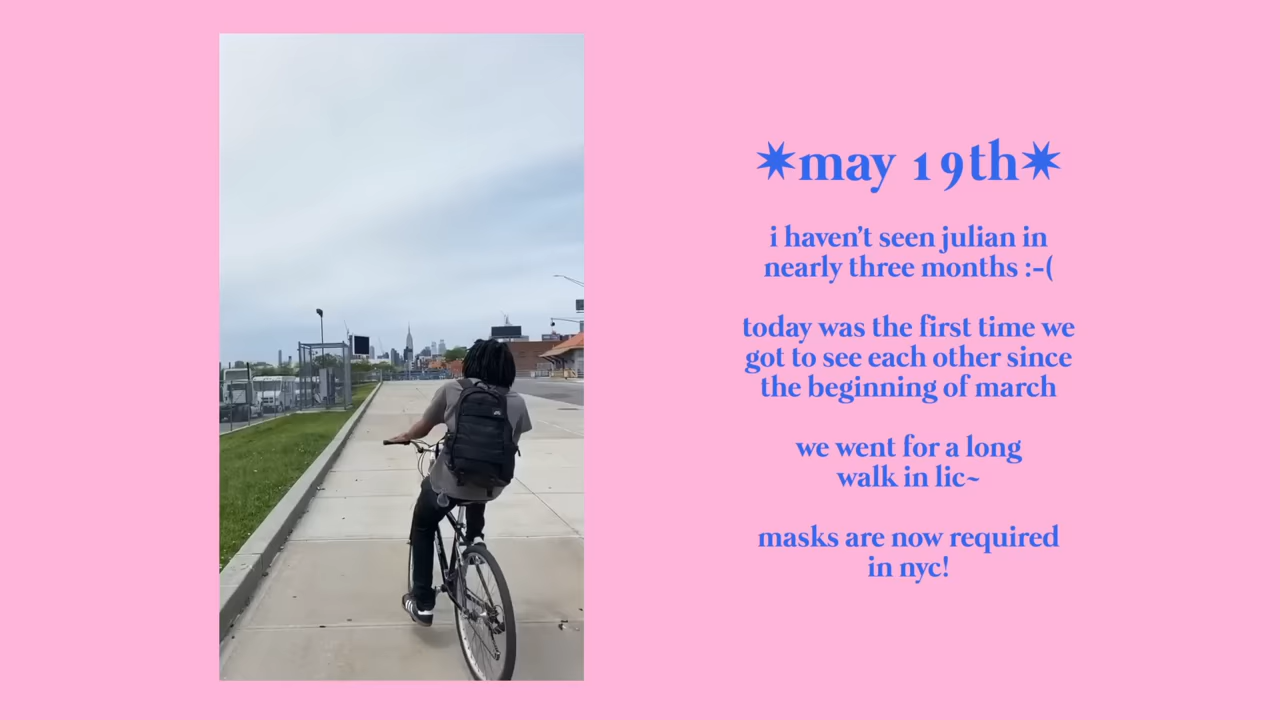 ✷may 19th✷
i haven’t seen julian in
nearly three months :-(
today was the first time we
got to see each other since
the beginning of march
we went for a long
walk in lic~
masks are now required
in nyc!